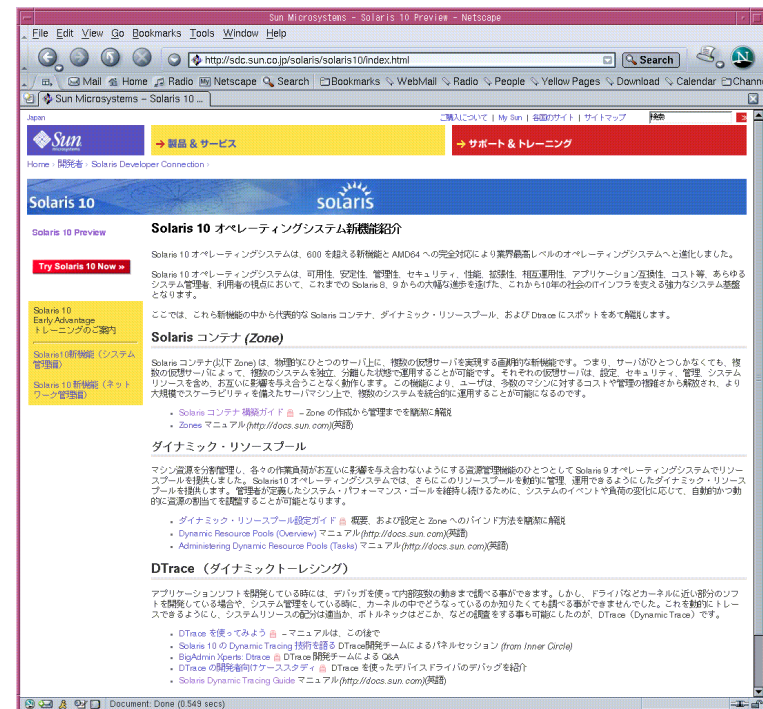 Sun Microsystems - Solaris 10 Preview - Netscape
File Edit View Go Bookmarks Tools Window Help
http://sdc.sun.co.jp/solaris/solaris10/index.html
Search
Mail Home Radio Netscape Search Bookmarks WebMail Radio People Yellow Pages Download Calendar Chann
Sun Microsystems - Solaris 10 ...
Japan
ご購入について | My Sun | 各国のサイト | サイトマップ
検索
Sun
microsystems
→ 製品 & サービス
→ サポート & トレーニング
Home › 開発者 › Solaris Developer Connection ›
Solaris 10
solaris
Solaris 10 Preview
Try Solaris 10 Now »
Solaris 10
Early Advantage
トレーニングのご案内
Solaris10新機能（システム
管理編）
Solaris 10 新機能（ネット
ワーク管理編）
Solaris 10 オペレーティングシステム新機能紹介
Solaris 10 オペレーティングシステムは、600 を超える新機能と AMD64 への完全対応により業界最高レベルのオペレーティングシステムへと進化しました。
Solaris 10 オペレーティングシステムは、可用性、安定性、管理性、セキュリティ、性能、拡張性、相互運用性、アプリケーション互換性、コスト等、あらゆる
システム管理者、利用者の視点において、これまでの Solaris 8、9 からの大幅な進歩を遂げた、これから10年の社会のITインフラを支える強力なシステム基盤
となります。
ここでは、これら新機能の中から代表的な Solaris コンテナ、ダイナミック・リソースプール、および Dtrace にスポットをあて解説します。
Solaris コンテナ (Zone)
Solaris コンテナ(以下 Zone) は、物理的にひとつのサーバ上に、複数の仮想サーバを実現する画期的な新機能です。 つまり、サーバがひとつしかなくても、複
数の仮想サーバによって、複数のシステムを独立、分離した状態で運用することが可能です。 それぞれの仮想サーバは、設定、セキュリティ、管理、システム
リソースを含め、お互いに影響を与え合うことなく動作します。この機能により、ユーザは、多数のマシンに対するコストや管理の複雑さから解放され、より
大規模でスケーラビリティを備えたサーバマシン上で、複数のシステムを統合的に運用することが可能になるのです。
Solaris コンテナ 構築ガイド – Zone の作成から管理までを簡潔に解説
Zones マニュアル(http://docs.sun.com)(英語)
ダイナミック・リソースプール
マシン資源を分割管理し、各々の作業負荷がお互いに影響を与え合わないようにする資源管理機能のひとつとして Solaris 9 オペレーティングシステムでリソー
スプールを提供しました。 Solaris10 オペレーティングシステムでは、さらにこのリソースプールを動的に管理、運用できるようにしたダイナミック・リソース
プールを提供します。 管理者が定義したシステム・パフォーマンス・ゴールを維持し続けるために、システムのイベントや負荷の変化に応じて、自動的かつ動
的に資源の割当てを調整することが可能となります。
ダイナミック・リソースプール設定ガイド 概要、および設定と Zone へのバインド方法を簡潔に解説
Dynamic Resource Pools (Overview) マニュアル(http://docs.sun.com)(英語)
Administering Dynamic Resource Pools (Tasks) マニュアル(http://docs.sun.com)(英語)
DTrace （ダイナミックトーレシング）
アプリケーションソフトを開発している時には、デバッガを使って内部変数の動きまで調べる事ができます。しかし、ドライバなどカーネルに近い部分のソフ
トを開発している場合や、システム管理をしている時に、カーネルの中でどうなっているのか知りたくても調べる事ができませんでした。これを動的にトレー
スできるようにし、システムリソースの配分は適当か、ボトルネックはどこか、などの調査をする事も可能にしたのが、DTrace（DynamicTrace）です。
DTrace を使ってみよう – マニュアルは、この後で
Solaris 10 の Dynamic Tracing 技術を語る DTrace開発チームによるパネルセッション (from Inner Circle)
BigAdmin Xperts: Dtrace DTrace 開発チームによる Q&A
DTrace の開発者向けケーススタディ DTrace を使ったデバイスドライバのデバッグを紹介
Solaris Dynamic Tracing Guide マニュアル(http://docs.sun.com)(英語)
Document: Done (0.549 secs)